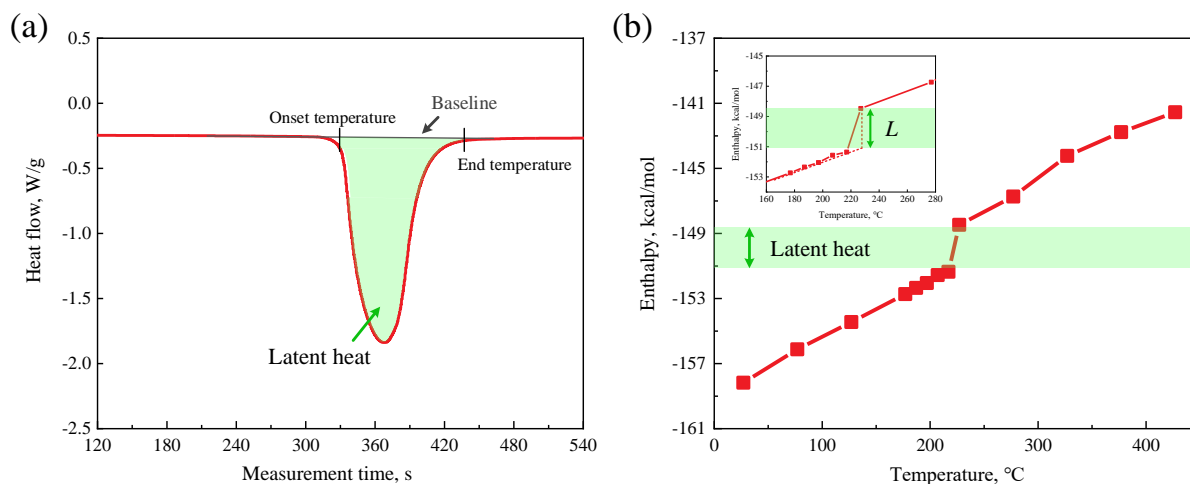 (a)
0.5
0.0
-0.5
-1.0
-1.5
-2.0
-2.5
Heat flow, W/g
Onset temperature
Baseline
End temperature
Latent heat
120 180 240 300 360 420 480 540
Measurement time, s
(b)
-137
-141
-145
-149
-153
-157
-161
Enthalpy, kcal/mol
-145
-147
-149
-151
-153
Enthalpy, kcal/mol
L
160 180 200 220 240 260 280
Temperature, °C
Latent heat
0 100 200 300 400
Temperature, °C